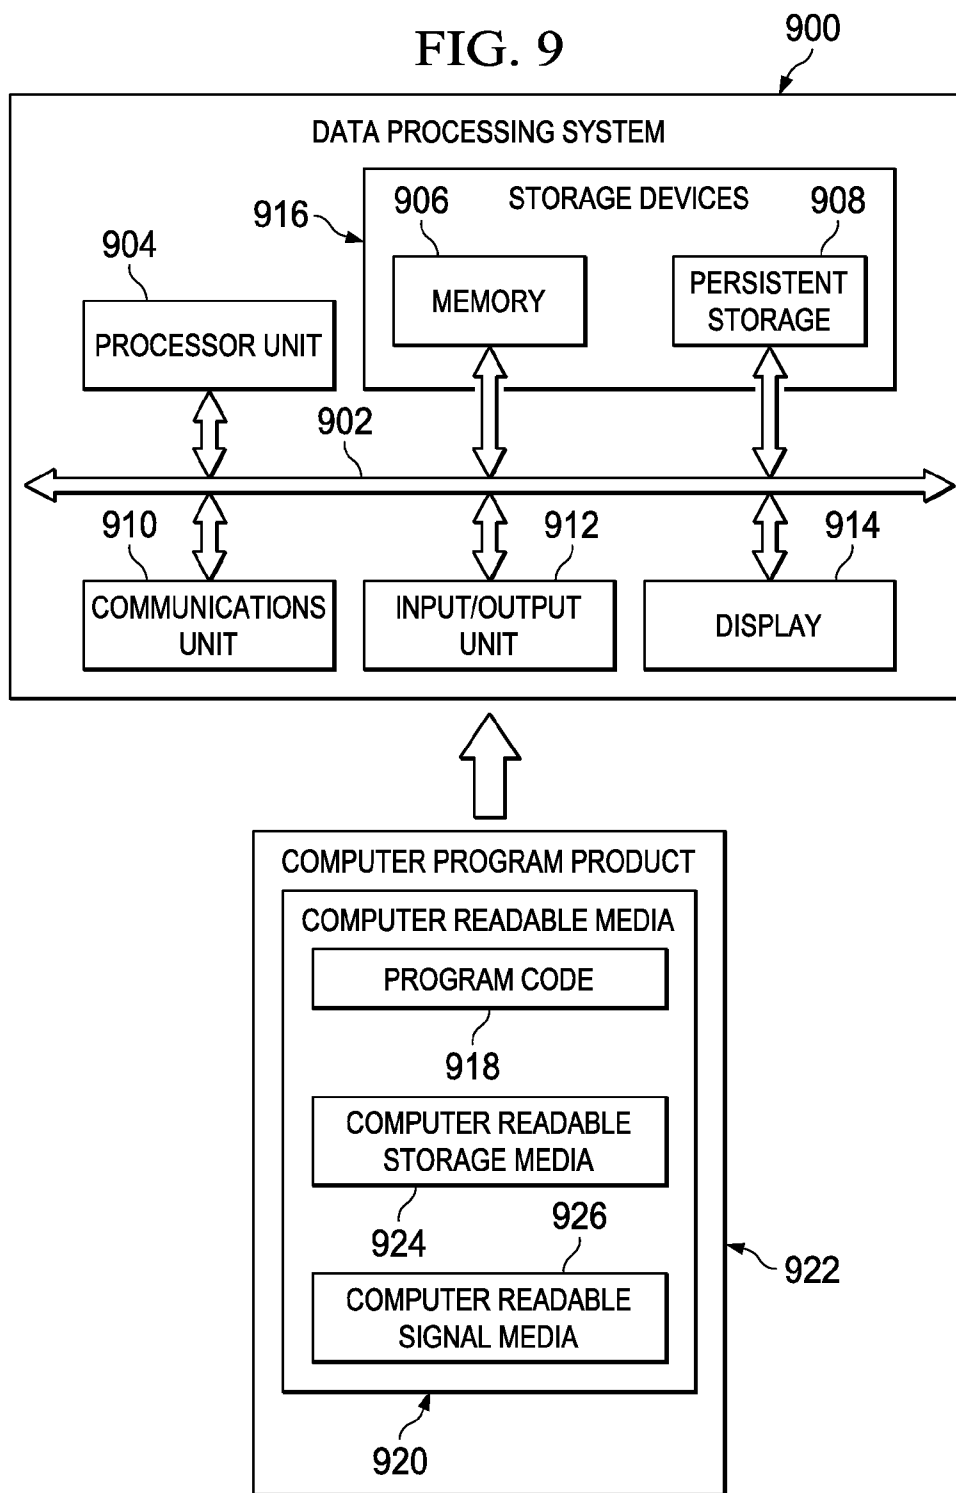 FIG. 9
900
DATA PROCESSING SYSTEM
916
906
STORAGE DEVICES
908
904
MEMORY
PERSISTENT
STORAGE
PROCESSOR UNIT
902
910
912
914
COMMUNICATIONS
UNIT
INPUT/OUTPUT
UNIT
DISPLAY
COMPUTER PROGRAM PRODUCT
COMPUTER READABLE MEDIA
PROGRAM CODE
918
COMPUTER READABLE
STORAGE MEDIA
924
926
922
COMPUTER READABLE
SIGNAL MEDIA
920